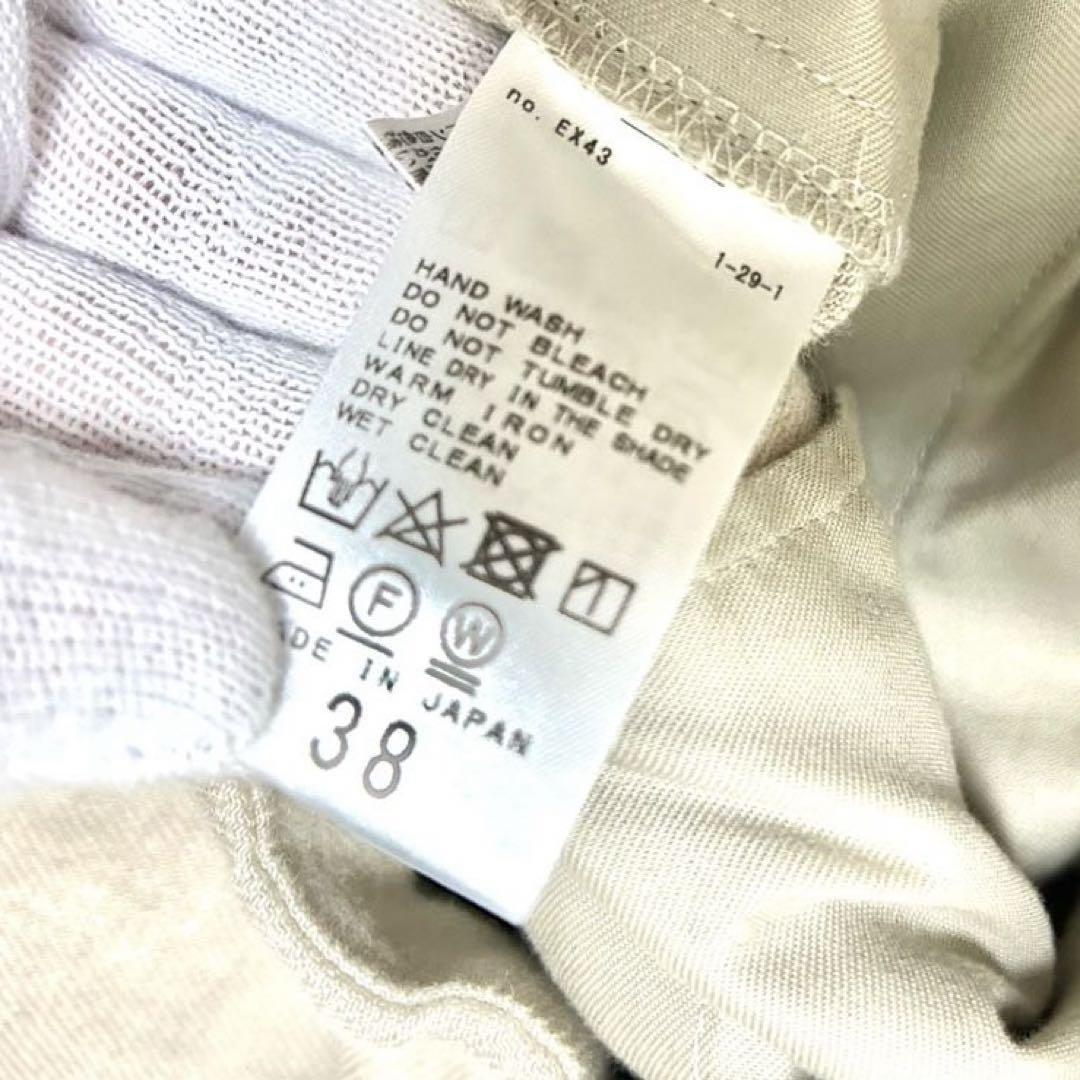 no. EX43
1-29-1
HAND WASH
DO NOT BLEACH
DO NOT TUMBLE DRY
LINE DRY IN THE SHADE
WARM IRON
DRY CLEAN
WET CLEAN
F
W
DE IN JAPAN
38